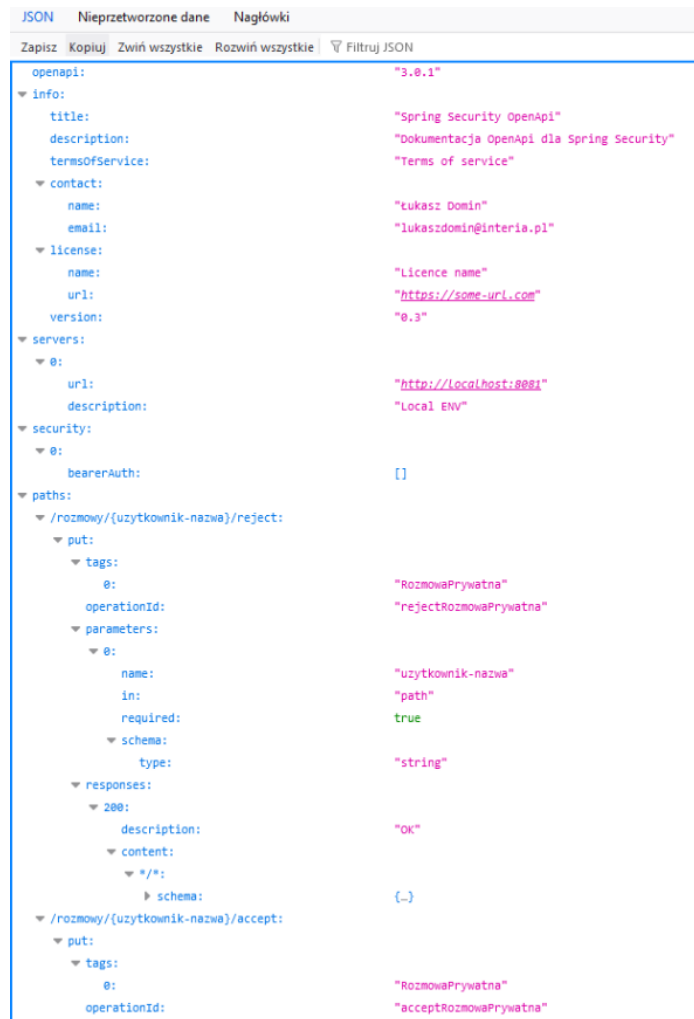 JSON Nieprzetworzone dane Nagłówki
Zapisz Kopiuj Zwiń wszystkie Rozwiń wszystkie Filtruj JSON
openapi: "3.0.1"
info:
title: "Spring Security OpenApi"
description: "Dokumentacja OpenApi dla Spring Security"
termsOfService: "Terms of service"
contact:
name: "Łukasz Domin"
email: "lukaszdomin@interia.pl"
license:
name: "Licence name"
url: "https://some-url.com"
version: "0.3"
servers:
0:
url: "http://localhost:8081"
description: "Local ENV"
security:
0:
bearerAuth: []
paths:
/rozmowy/{uzytkownik-nazwa}/reject:
put:
tags:
0: "RozmowaPrywatna"
operationId: "rejectRozmowaPrywatna"
parameters:
0:
name: "uzytkownik-nazwa"
in: "path"
required: true
schema:
type: "string"
responses:
200:
description: "OK"
content:
*/*:
schema: {…}
/rozmowy/{uzytkownik-nazwa}/accept:
put:
tags:
0: "RozmowaPrywatna"
operationId: "acceptRozmowaPrywatna"